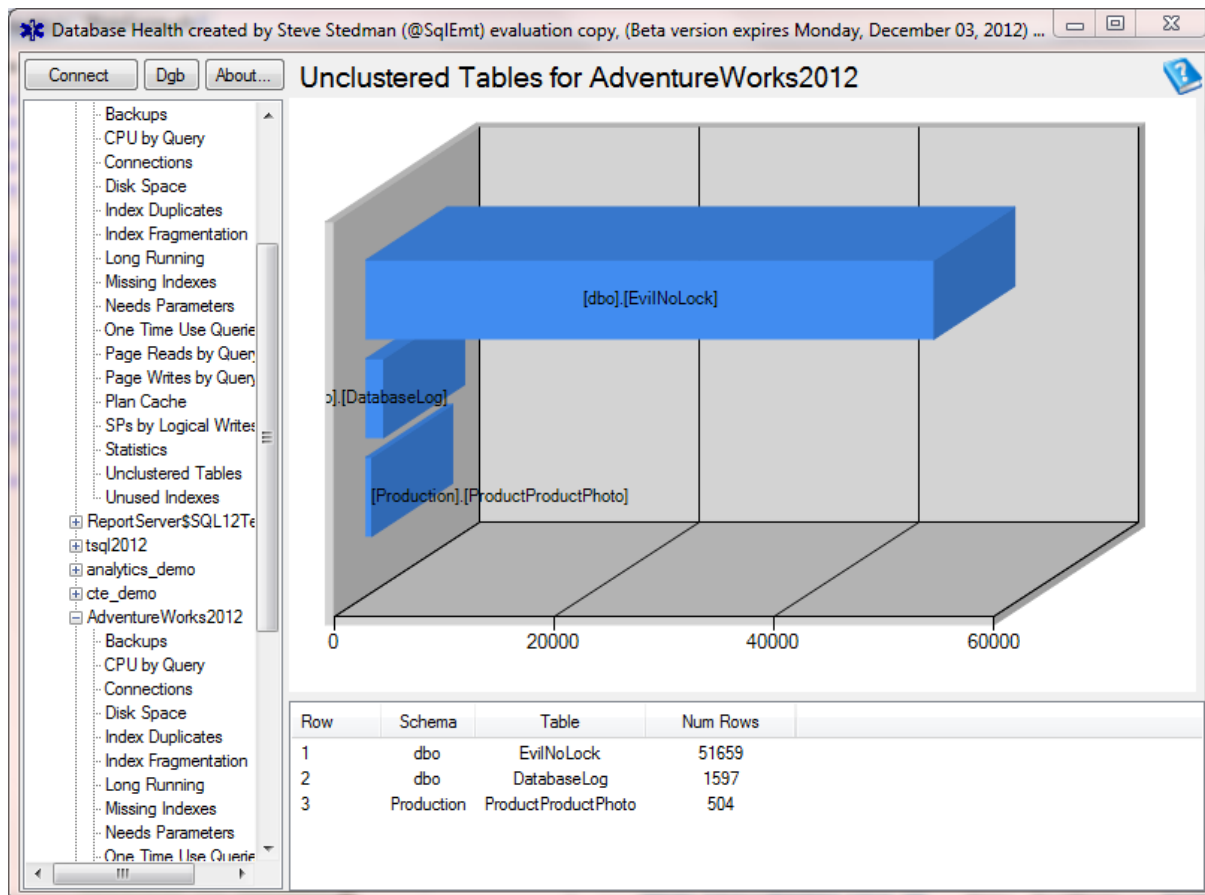 Database Health created by Steve Stedman (@SqlEmt) evaluation copy, (Beta version expires Monday, December 03, 2012) ...
Connect Dgb About...
Unclustered Tables for AdventureWorks2012
Backups
CPU by Query
Connections
Disk Space
Index Duplicates
Index Fragmentation
Long Running
Missing Indexes
Needs Parameters
One Time Use Querie
Page Reads by Quer
Page Writes by Query
Plan Cache
SPs by Logical Writes
Statistics
Unclustered Tables
Unused Indexes
ReportServer$SQL12Te
tsql2012
analytics_demo
cte_demo
AdventureWorks2012
Backups
CPU by Query
Connections
Disk Space
Index Duplicates
Index Fragmentation
Long Running
Missing Indexes
Needs Parameters
One Time Use Querie
[dbo].[EvilNoLock]
o].[DatabaseLog]
[Production].[ProductProductPhoto]
0 20000 40000 60000
Row Schema Table Num Rows
1 dbo EvilNoLock 51659
2 dbo DatabaseLog 1597
3 Production ProductProductPhoto 504